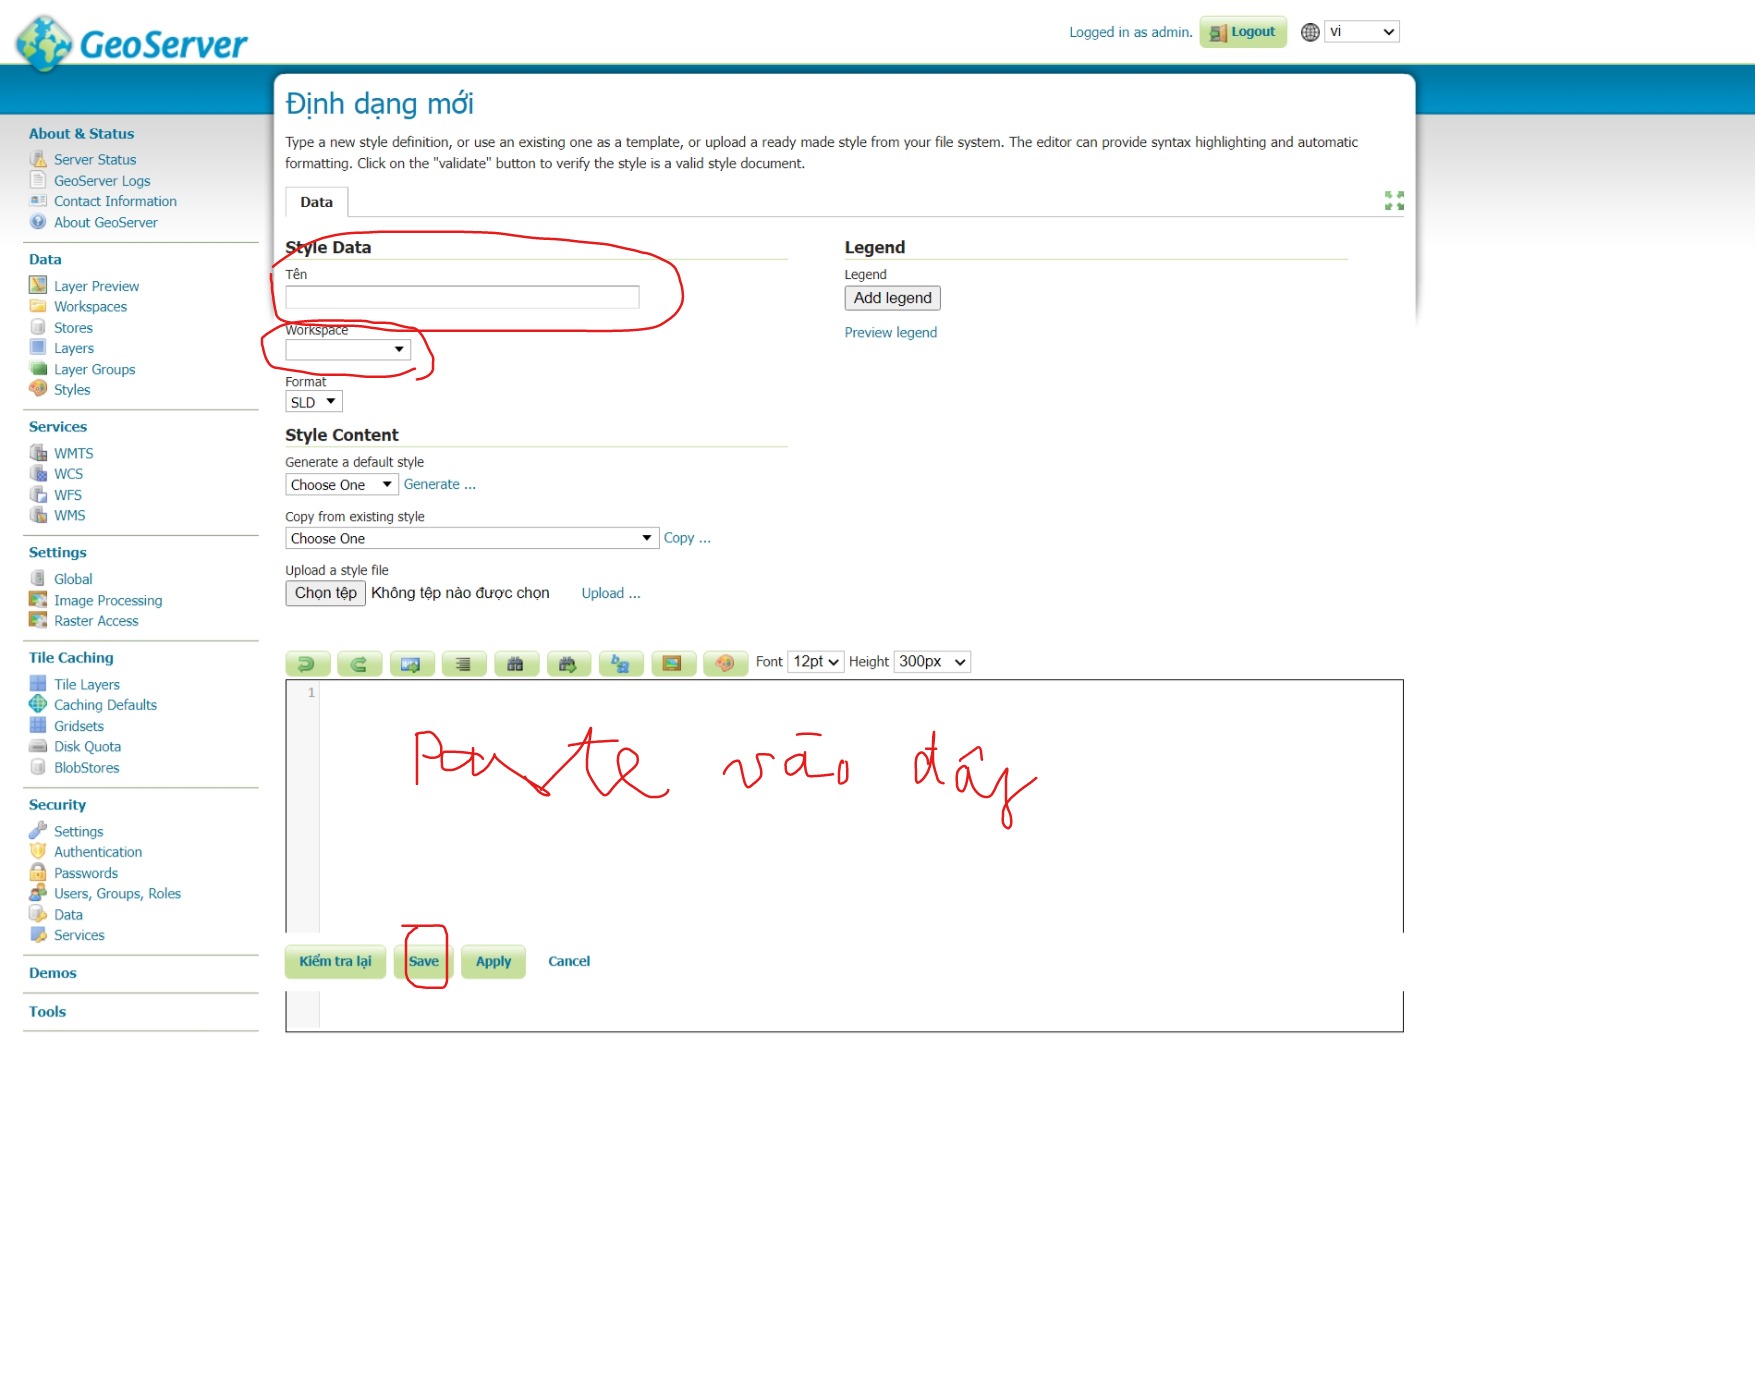 GeoServer
Logged in as admin. Logout vi
Định dạng mới
Type a new style definition, or use an existing one as a template, or upload a ready made style from your file system. The editor can provide syntax highlighting and automatic
formatting. Click on the "validate" button to verify the style is a valid style document.
About & Status
Server Status
GeoServer Logs
Contact Information
About GeoServer
Data
Layer Preview
Workspaces
Stores
Layers
Layer Groups
Styles
Services
WMTS
WCS
WFS
WMS
Settings
Global
Image Processing
Raster Access
Tile Caching
Tile Layers
Caching Defaults
Gridsets
Disk Quota
BlobStores
Security
Settings
Authentication
Passwords
Users, Groups, Roles
Data
Services
Demos
Tools
Data
Style Data
Tên
Workspace
Format
SLD
Legend
Legend
Add legend
Preview legend
Style Content
Generate a default style
Choose One Generate ...
Copy from existing style
Choose One Copy ...
Upload a style file
Chọn tệp Không tệp nào được chọn Upload ...
Font 12pt Height 300px
1
Paste vào đây
Kiểm tra lại Save Apply Cancel